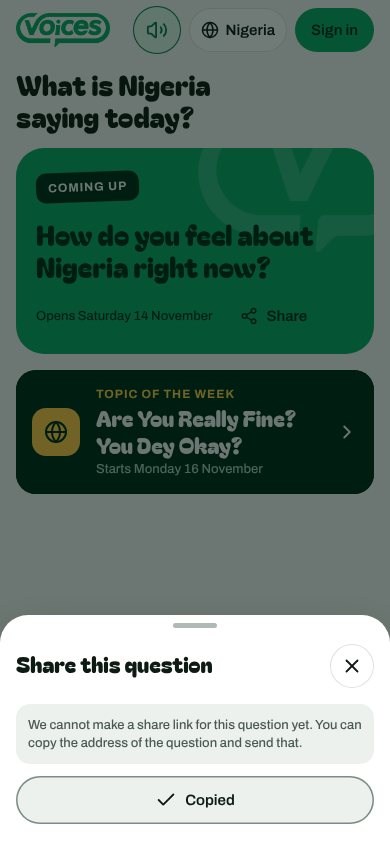 Voices
Nigeria
Sign in
What is Nigeria
saying today?
COMING UP
How do you feel about
Nigeria right now?
Opens Saturday 14 November
Share
TOPIC OF THE WEEK
Are You Really Fine?
You Dey Okay?
Starts Monday 16 November
Share this question
We cannot make a share link for this question yet. You can
copy the address of the question and send that.
Copied